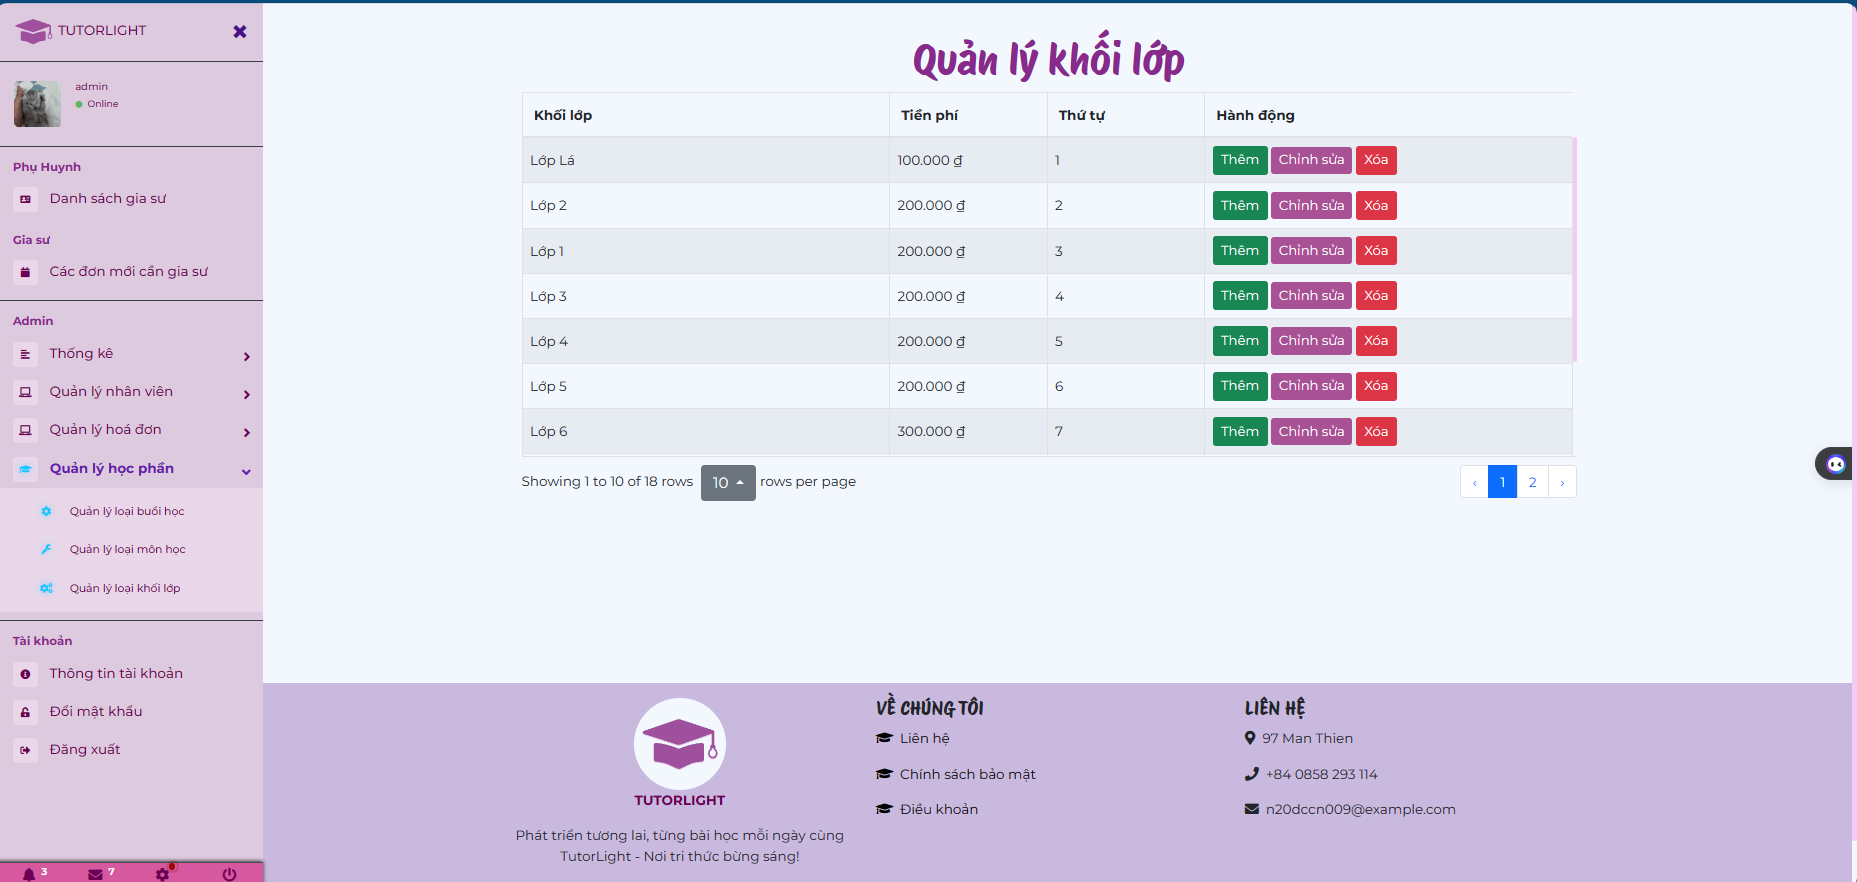 TUTORLIGHT
admin
Online
Phụ Huynh
Danh sách gia sư
Gia sư
Các đơn mới cần gia sư
Admin
Thống kê
Quản lý nhân viên
Quản lý hoá đơn
Quản lý học phần
Quản lý loại buổi học
Quản lý loại môn học
Quản lý loại khối lớp
Tài khoản
Thông tin tài khoản
Đổi mật khẩu
Đăng xuất
3 7
Quản lý khối lớp
Khối lớp Tiền phí Thứ tự Hành động
Lớp Lá 100.000 ₫ 1 Thêm Chỉnh sửa Xóa
Lớp 2 200.000 ₫ 2 Thêm Chỉnh sửa Xóa
Lớp 1 200.000 ₫ 3 Thêm Chỉnh sửa Xóa
Lớp 3 200.000 ₫ 4 Thêm Chỉnh sửa Xóa
Lớp 4 200.000 ₫ 5 Thêm Chỉnh sửa Xóa
Lớp 5 200.000 ₫ 6 Thêm Chỉnh sửa Xóa
Lớp 6 300.000 ₫ 7 Thêm Chỉnh sửa Xóa
Showing 1 to 10 of 18 rows 10 rows per page ‹ 1 2 ›
TUTORLIGHT
Phát triển tương lai, từng bài học mỗi ngày cùng
TutorLight - Nơi tri thức bừng sáng!
VỀ CHÚNG TÔI
Liên hệ
Chính sách bảo mật
Điều khoản
LIÊN HỆ
97 Man Thien
+84 0858 293 114
n20dccn009@example.com